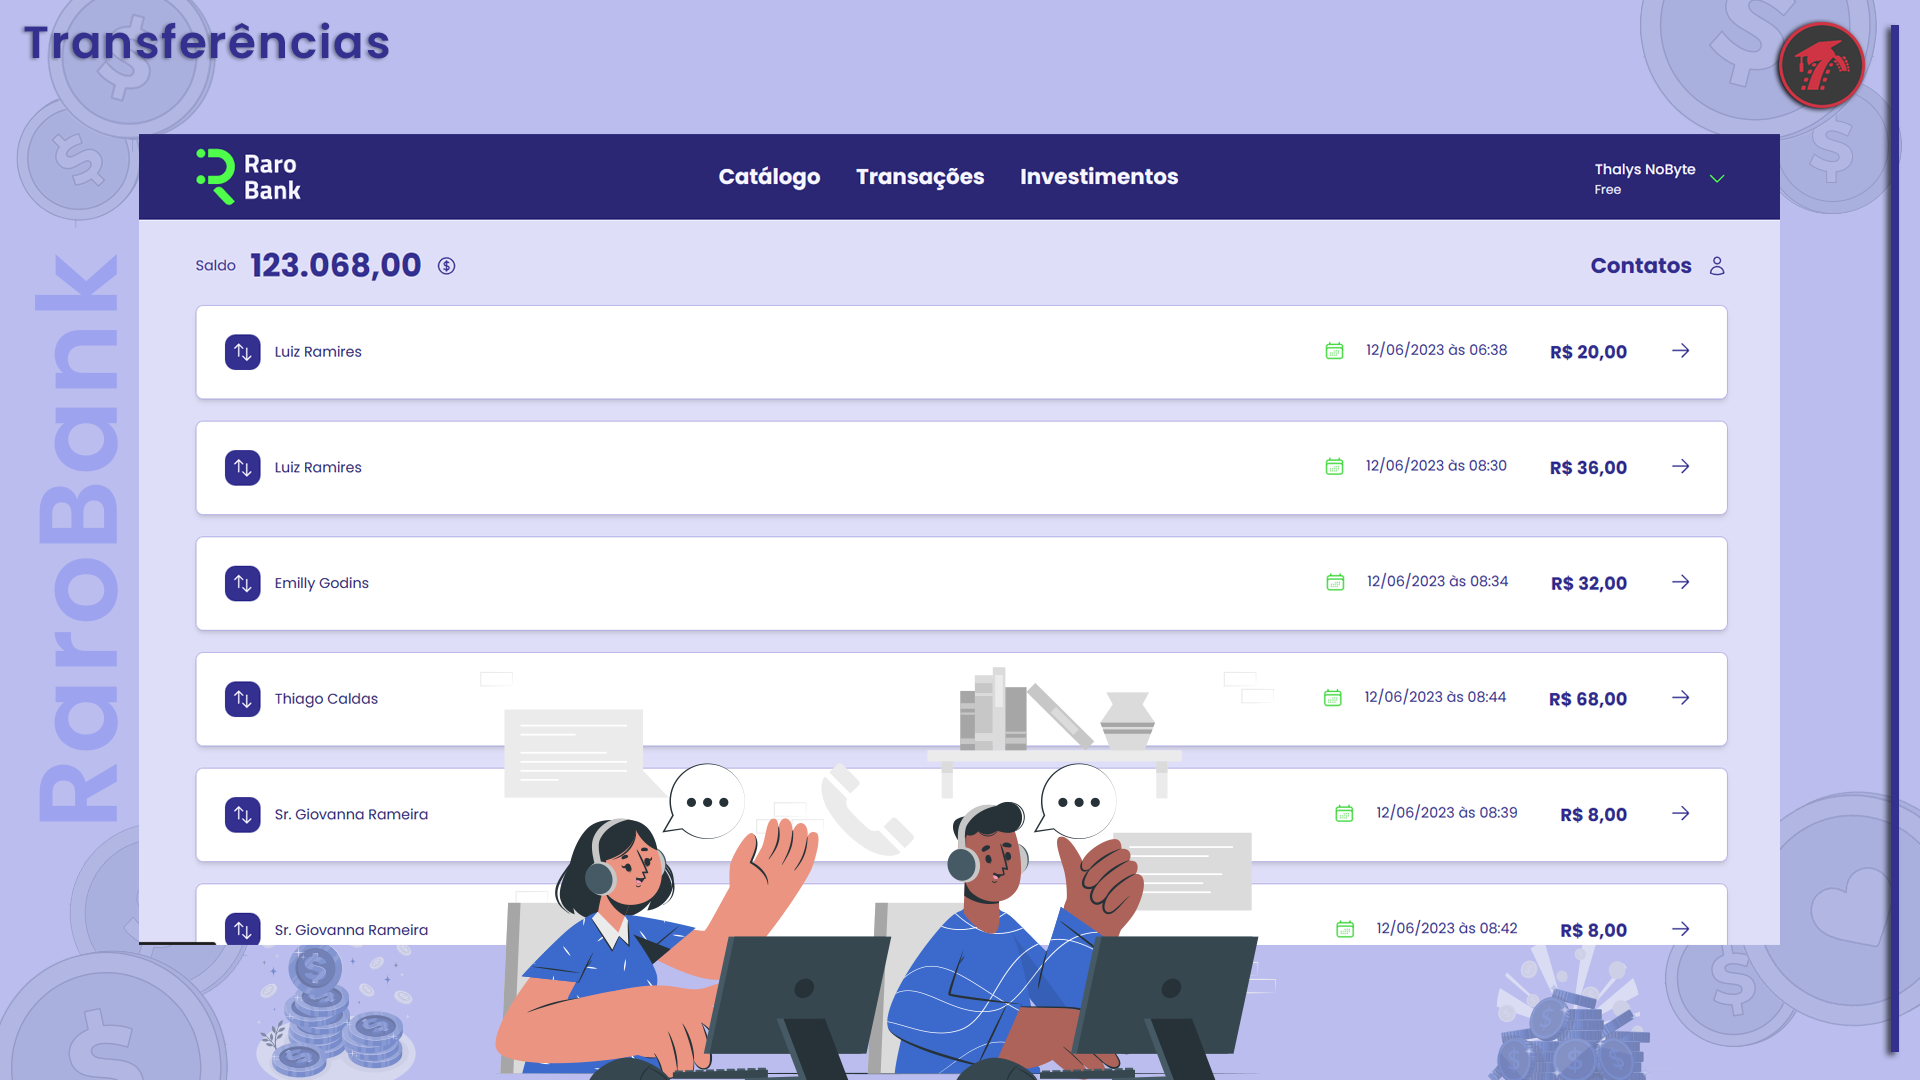 Transferências
RaroBank
Raro
Bank
Catálogo Transações Investimentos
Thalys NoByte
Free
Saldo 123.068,00
Contatos
Luiz Ramires 12/06/2023 às 06:38 R$ 20,00
Luiz Ramires 12/06/2023 às 08:30 R$ 36,00
Emilly Godins 12/06/2023 às 08:34 R$ 32,00
Thiago Caldas 12/06/2023 às 08:44 R$ 68,00
Sr. Giovanna Rameira 12/06/2023 às 08:39 R$ 8,00
Sr. Giovanna Rameira 12/06/2023 às 08:42 R$ 8,00